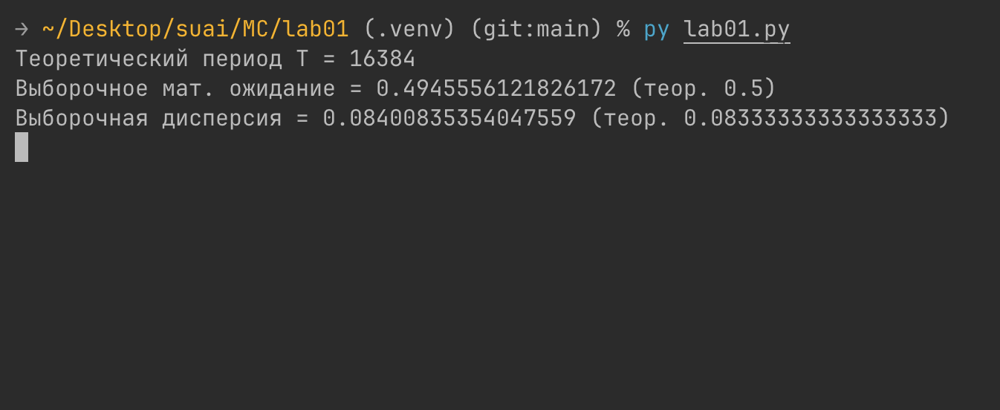 → ~/Desktop/suai/MC/lab01 (.venv) (git:main) % py lab01.py
Теоретический период T = 16384
Выборочное мат. ожидание = 0.4945556121826172 (теор. 0.5)
Выборочная дисперсия = 0.08400835354047559 (теор. 0.08333333333333333)